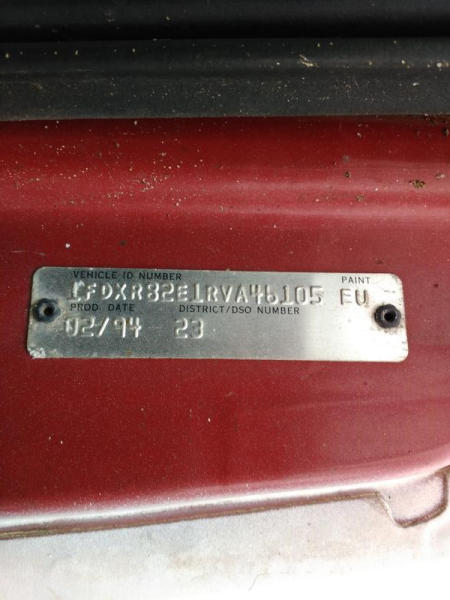 VEHICLE ID NUMBER PAINT
1FDXR82E1RVA46105 EU
PROD. DATE DISTRICT/DSO NUMBER
02/94 23